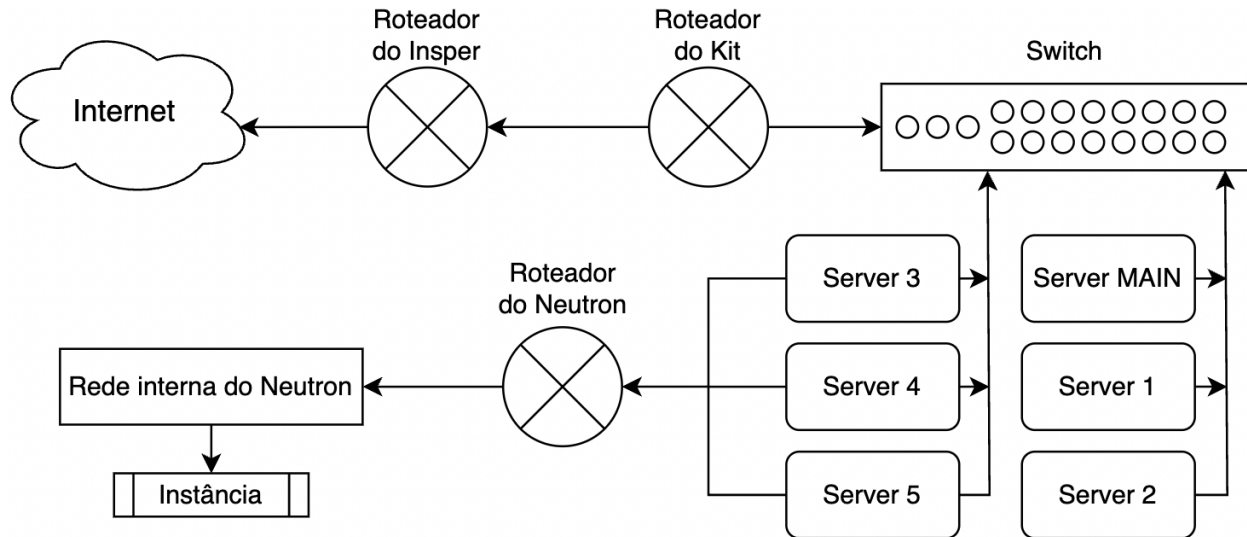 Roteador
do Insper
Roteador
do Kit
Switch
Internet
Server 3
Server MAIN
Roteador
do Neutron
Rede interna do Neutron
Server 4
Server 1
Instância
Server 5
Server 2